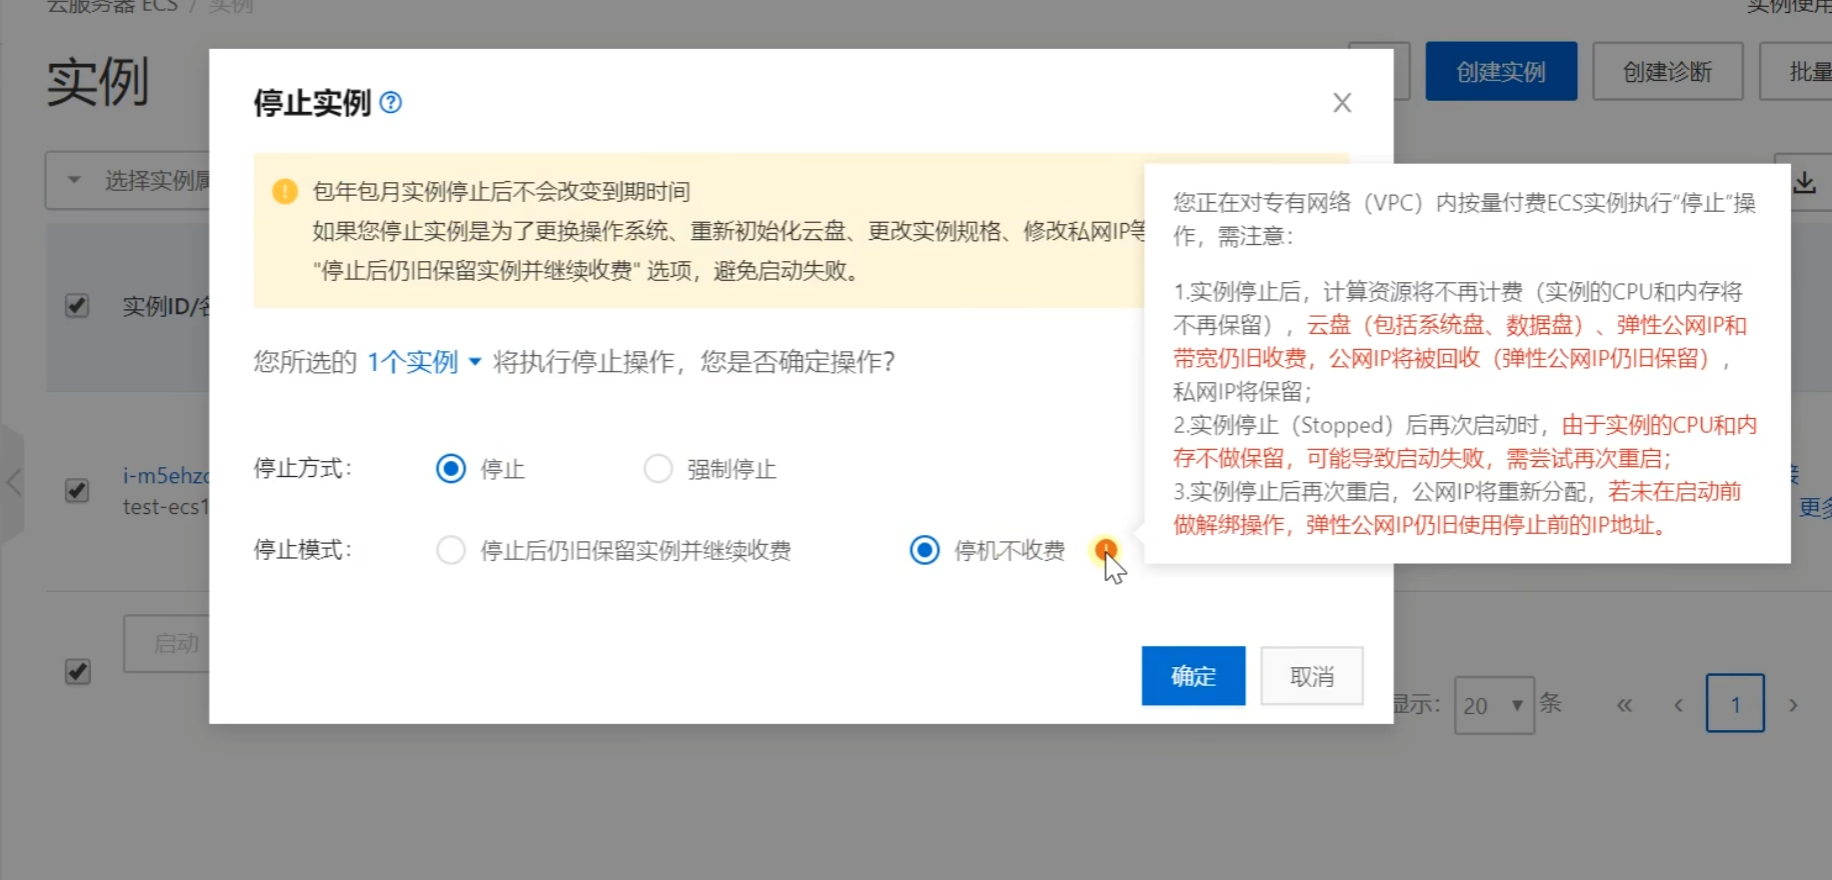 云服务器 ECS / 实例
实例使用
实例
创建实例
创建诊断
批量
停止实例
选择实例属
包年包月实例停止后不会改变到期时间
如果您停止实例是为了更换操作系统、重新初始化云盘、更改实例规格、修改私网IP等
"停止后仍旧保留实例并继续收费" 选项，避免启动失败。
您正在对专有网络（VPC）内按量付费ECS实例执行“停止”操
作，需注意：
1.实例停止后，计算资源将不再计费（实例的CPU和内存将
不再保留），云盘（包括系统盘、数据盘）、弹性公网IP和
带宽仍旧收费，公网IP将被回收（弹性公网IP仍旧保留），
私网IP将保留；
2.实例停止（Stopped）后再次启动时，由于实例的CPU和内
存不做保留，可能导致启动失败，需尝试再次重启；
3.实例停止后再次重启，公网IP将重新分配，若未在启动前
做解绑操作，弹性公网IP仍旧使用停止前的IP地址。
实例ID/名
您所选的 1个实例 将执行停止操作，您是否确定操作？
停止方式：
停止
强制停止
i-m5ehzc
test-ecs1
更多
停止模式：
停止后仍旧保留实例并继续收费
停机不收费
启动
确定
取消
显示：
20
条
« ‹ 1 ›